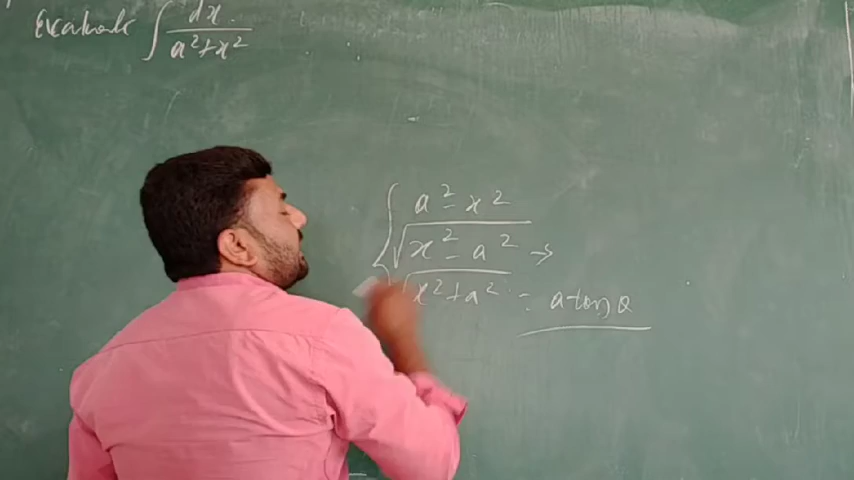 Evaluate ∫ dx / a²+x²
a² - x²
√x² - a² →
√x² + a² = a tan θ